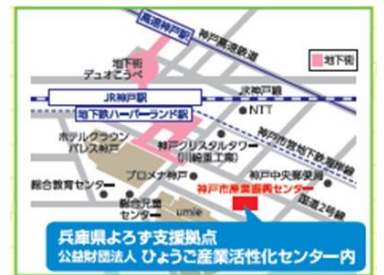 高速神戸駅
神戸高速鉄道
地下街
デュオこうべ
地下街
JR神戸駅
JR神戸線
地下鉄ハーバーランド駅
NTT
ホテルクラウン
パレス神戸
神戸クリスタルタワー
(川崎重工業)
神戸市営地下鉄海岸線
プロメナ神戸
神戸中央郵便局
総合教育センター
神戸市産業振興センター
国道2号線
総合児童
センター
umie
兵庫県よろず支援拠点
公益財団法人 ひょうご産業活性化センター内